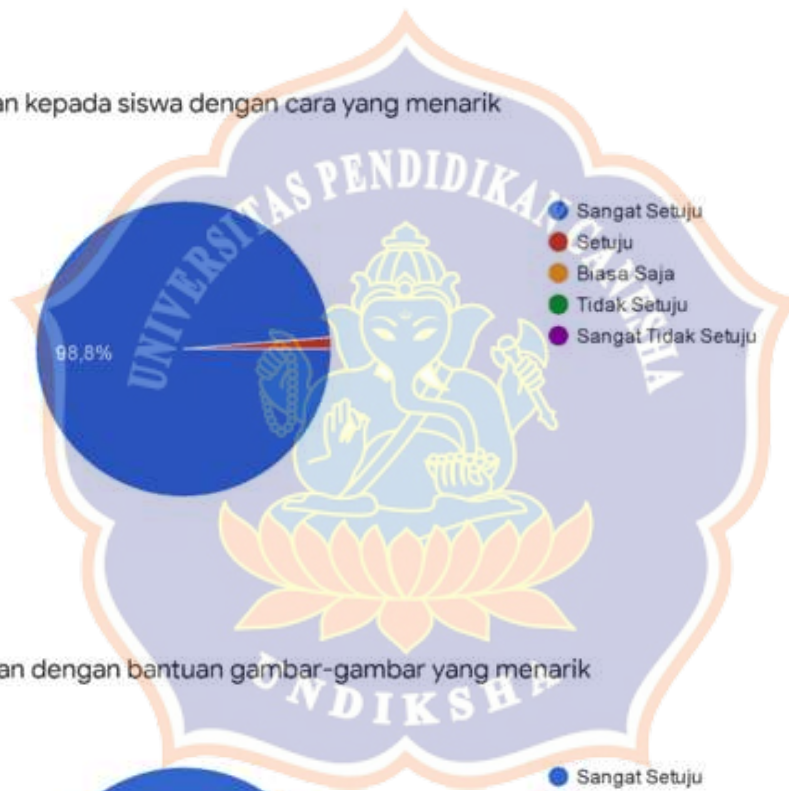 an kepada siswa dengan cara yang menarik
UNIVERSITAS PENDIDIKAN GANESHA
Sangat Setuju
Setuju
Biasa Saja
Tidak Setuju
Sangat Tidak Setuju
98,8%
an dengan bantuan gambar-gambar yang menarik
UNDIKSHA
Sangat Setuju